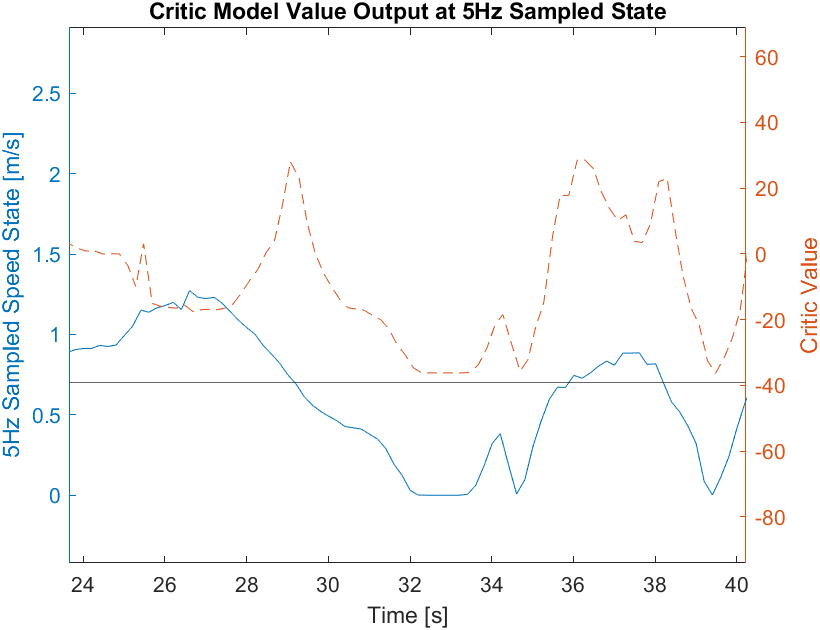 Critic Model Value Output at 5Hz Sampled State
5Hz Sampled Speed State [m/s]
2.5
2
1.5
1
0.5
0
60
40
20
0
-20
-40
-60
-80
Critic Value
24 26 28 30 32 34 36 38 40
Time [s]